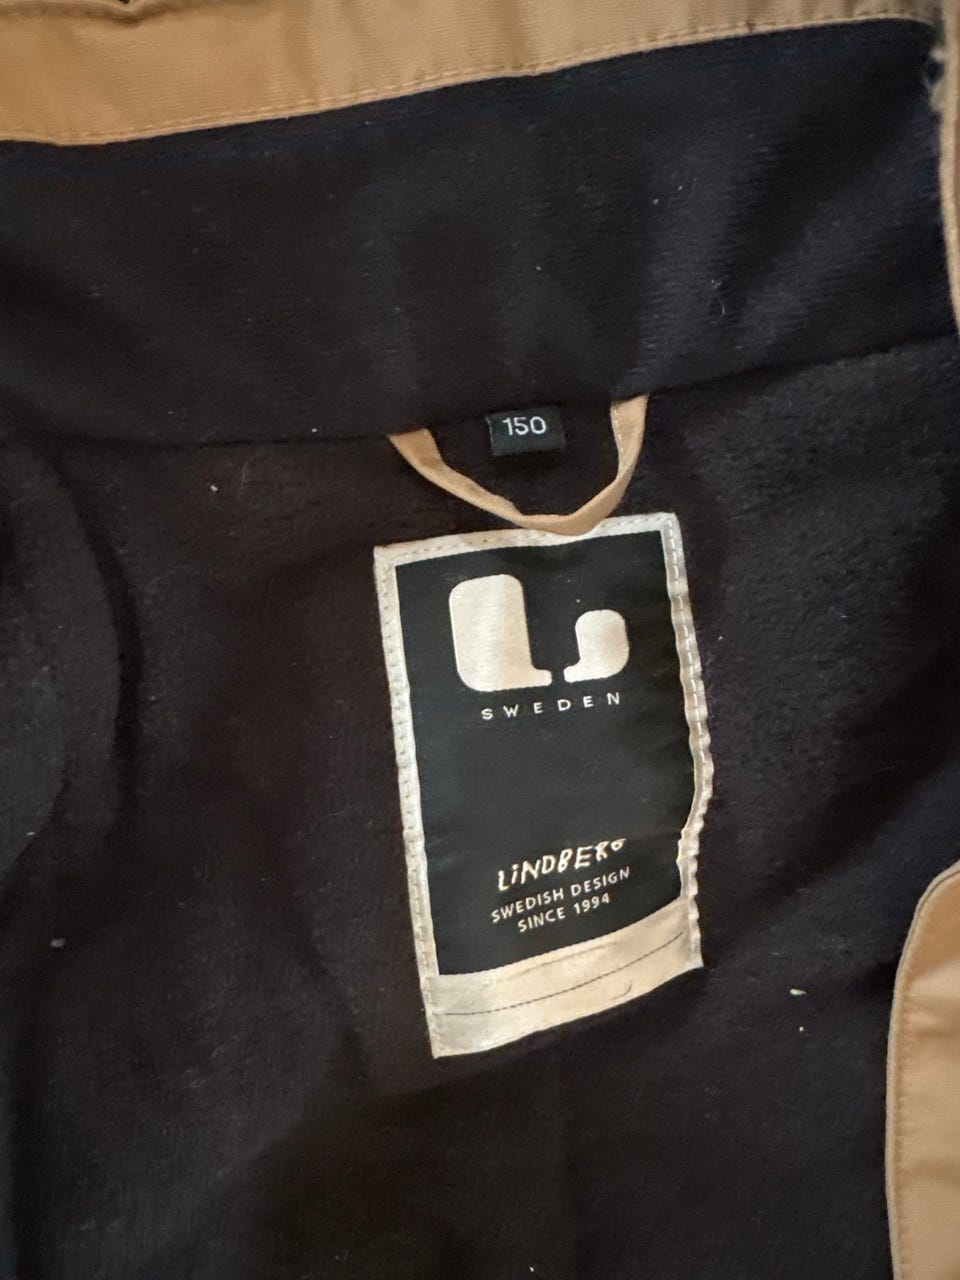 150
SWEDEN
LiNDBERG
SWEDISH DESIGN
SINCE 1994